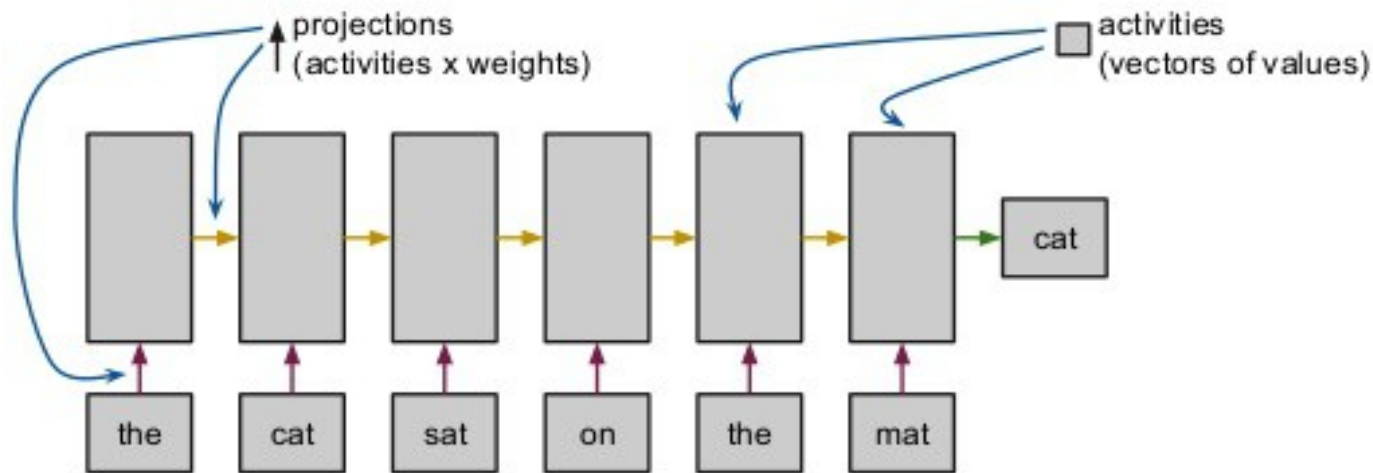 projections
(activities x weights)
activities
(vectors of values)
cat
the
cat
sat
on
the
mat